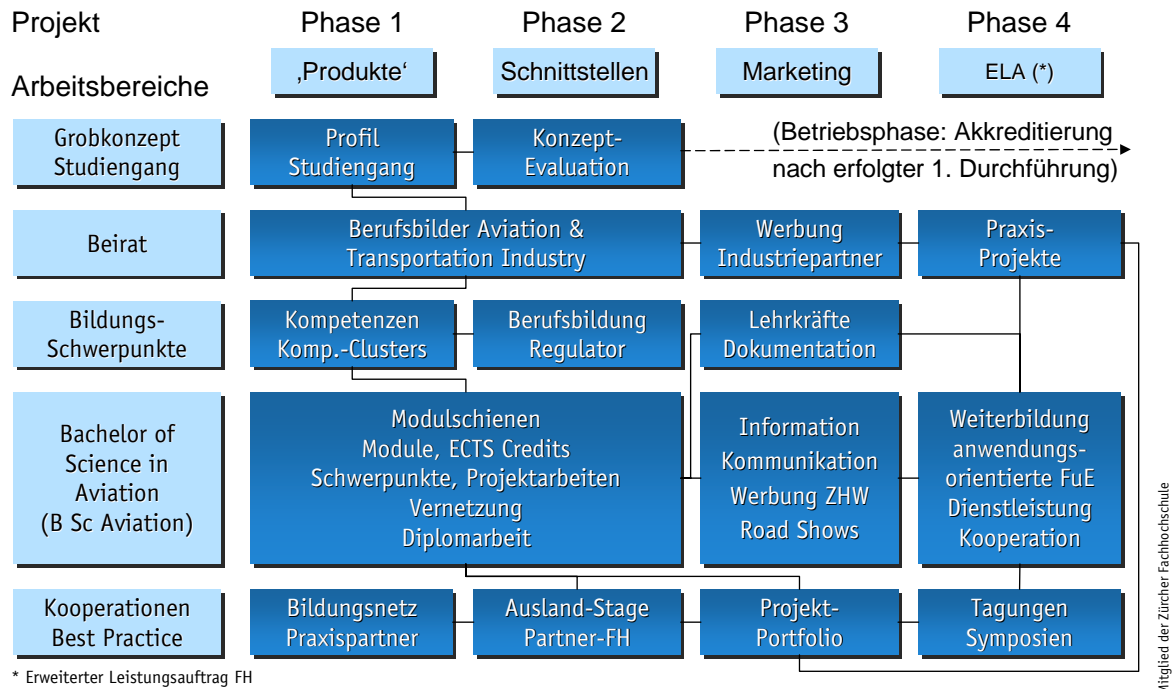 Projekt
Phase 1
Phase 2
Phase 3
Phase 4
Arbeitsbereiche
‚Produkte‘
Schnittstellen
Marketing
ELA (*)
Grobkonzept
Studiengang
Profil
Studiengang
Konzept-
Evaluation
(Betriebsphase: Akkreditierung
nach erfolgter 1. Durchführung)
Beirat
Berufsbilder Aviation &
Transportation Industry
Werbung
Industriepartner
Praxis-
Projekte
Bildungs-
Schwerpunkte
Kompetenzen
Komp.-Clusters
Berufsbildung
Regulator
Lehrkräfte
Dokumentation
Bachelor of
Science in
Aviation
(B Sc Aviation)
Modulschienen
Module, ECTS Credits
Schwerpunkte, Projektarbeiten
Vernetzung
Diplomarbeit
Information
Kommunikation
Werbung ZHW
Road Shows
Weiterbildung
anwendungs-
orientierte FuE
Dienstleistung
Kooperation
Kooperationen
Best Practice
Bildungsnetz
Praxispartner
Ausland-Stage
Partner-FH
Projekt-
Portfolio
Tagungen
Symposien
* Erweiterter Leistungsauftrag FH
Mitglied der Zürcher Fachhochschule